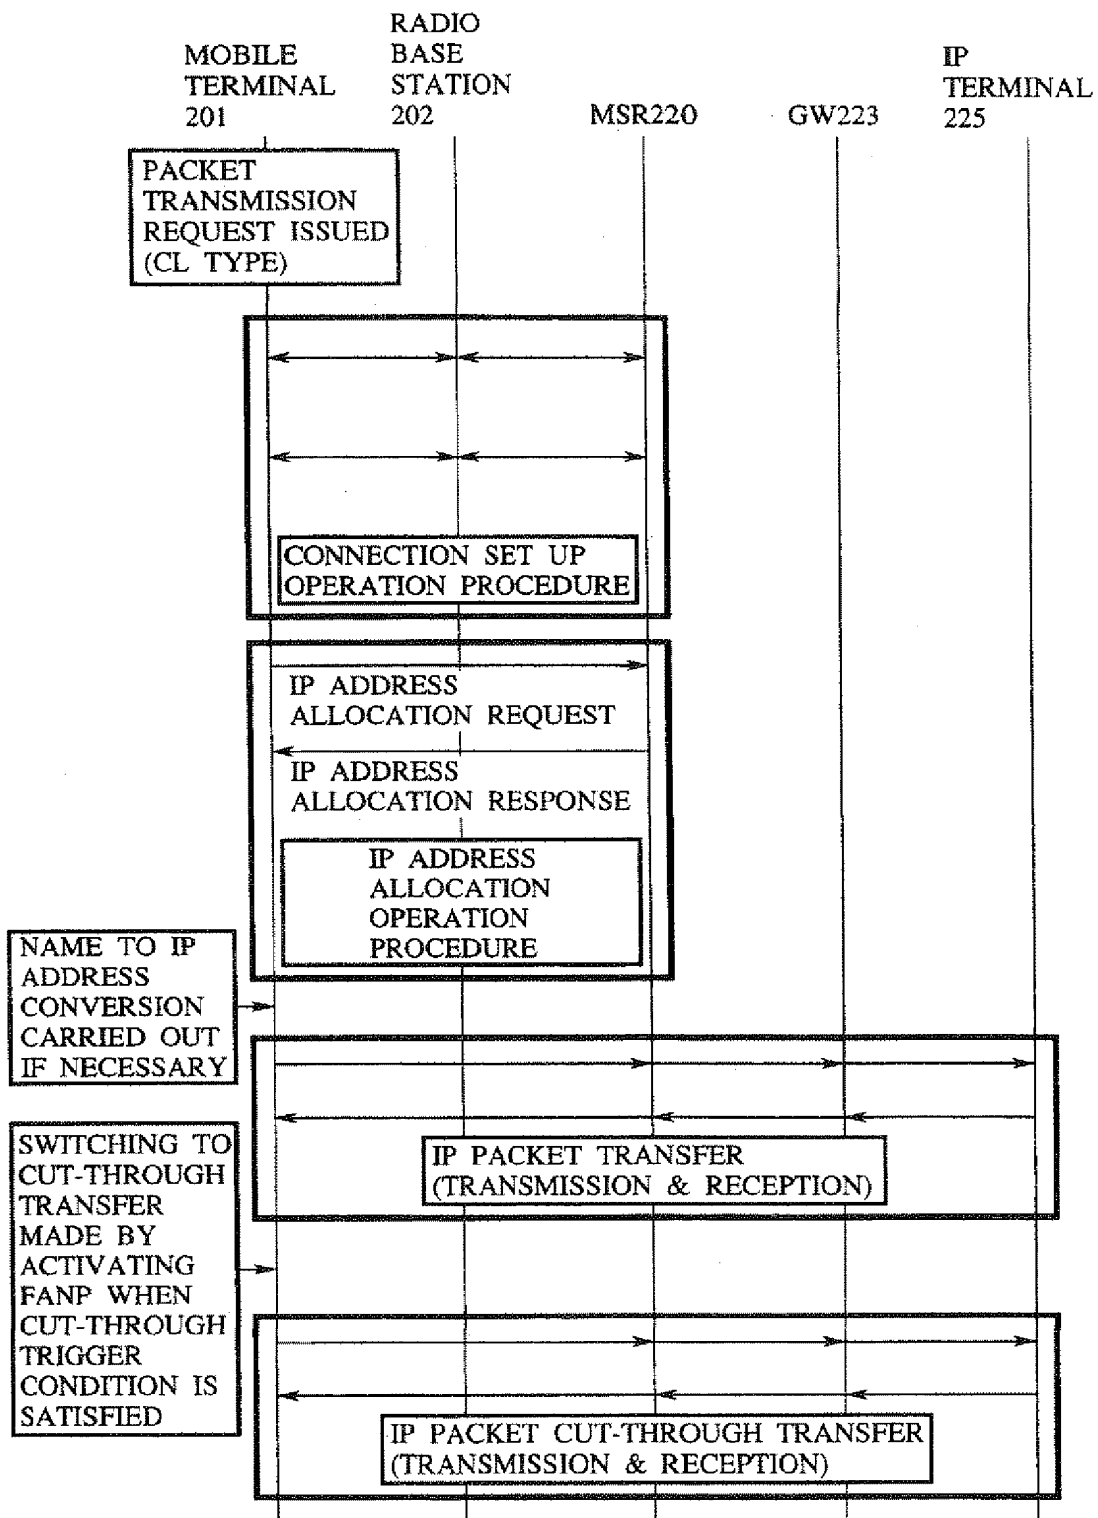 MOBILE
TERMINAL
201
RADIO
BASE
STATION
202
MSR220
GW223
IP
TERMINAL
225
PACKET
TRANSMISSION
REQUEST ISSUED
(CL TYPE)
CONNECTION SET UP
OPERATION PROCEDURE
IP ADDRESS
ALLOCATION REQUEST
IP ADDRESS
ALLOCATION RESPONSE
IP ADDRESS
ALLOCATION
OPERATION
PROCEDURE
NAME TO IP
ADDRESS
CONVERSION
CARRIED OUT
IF NECESSARY
IP PACKET TRANSFER
(TRANSMISSION & RECEPTION)
SWITCHING TO
CUT-THROUGH
TRANSFER
MADE BY
ACTIVATING
FANP WHEN
CUT-THROUGH
TRIGGER
CONDITION IS
SATISFIED
IP PACKET CUT-THROUGH TRANSFER
(TRANSMISSION & RECEPTION)